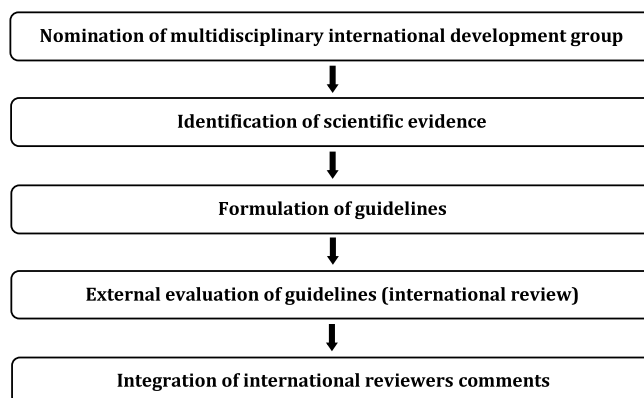 Nomination of multidisciplinary international development group
Identification of scientific evidence
Formulation of guidelines
External evaluation of guidelines (international review)
Integration of international reviewers comments